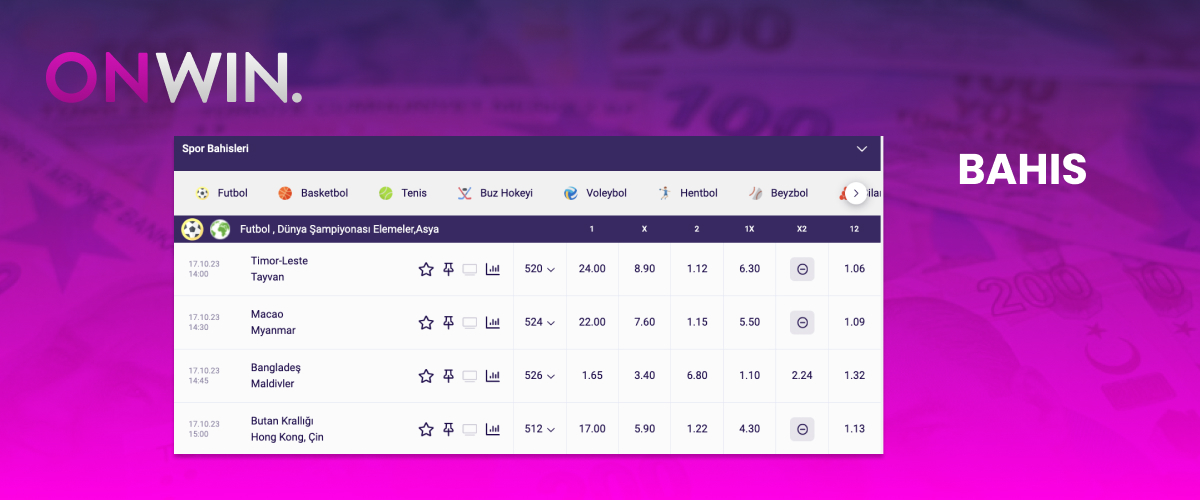 ONWIN.
200
100
100
YÜZ
200
BAHIS
Spor Bahisleri
Futbol Basketbol Tenis Buz Hokeyi Voleybol Hentbol Beyzbol
Futbol , Dünya Şampiyonası Elemeler,Asya 1 X 2 1X X2 12
17.10.23
14:00
Timor-Leste
Tayvan
520 24.00 8.90 1.12 6.30 1.06
17.10.23
14:30
Macao
Myanmar
524 22.00 7.60 1.15 5.50 1.09
17.10.23
14:45
Bangladeş
Maldivler
526 1.65 3.40 6.80 1.10 2.24 1.32
17.10.23
15:00
Butan Krallığı
Hong Kong, Çin
512 17.00 5.90 1.22 4.30 1.13